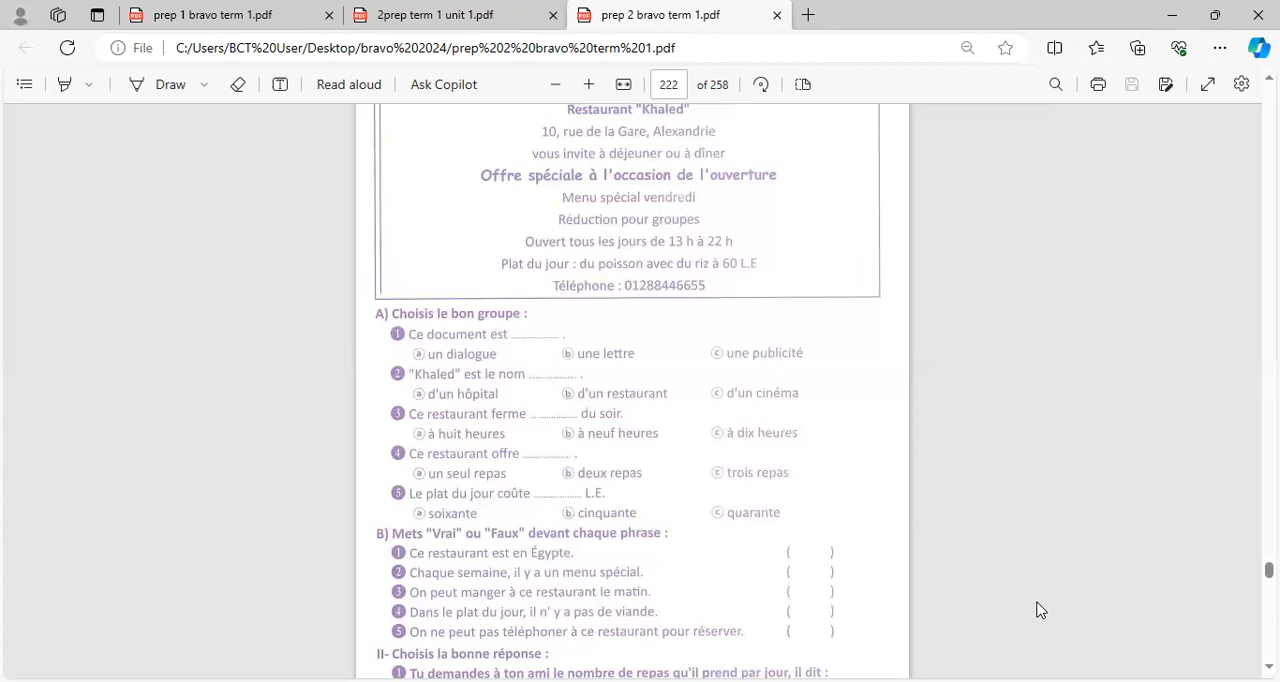 prep 1 bravo term 1.pdf
2prep term 1 unit 1.pdf
prep 2 bravo term 1.pdf
File
C:/Users/BCT%20User/Desktop/bravo%202024/prep%202%20bravo%20term%201.pdf
Draw
Read aloud
Ask Copilot
222
of 258
Restaurant "Khaled"
10, rue de la Gare, Alexandrie
vous invite à déjeuner ou à dîner
Offre spéciale à l'occasion de l'ouverture
Menu spécial vendredi
Réduction pour groupes
Ouvert tous les jours de 13 h à 22 h
Plat du jour : du poisson avec du riz à 60 L.E
Téléphone : 01288446655
A) Choisis le bon groupe :
1 Ce document est .................. .
a un dialogue b une lettre c une publicité
2 "Khaled" est le nom .................. .
a d'un hôpital b d'un restaurant c d'un cinéma
3 Ce restaurant ferme .................. du soir.
a à huit heures b à neuf heures c à dix heures
4 Ce restaurant offre .................. .
a un seul repas b deux repas c trois repas
5 Le plat du jour coûte .................. L.E.
a soixante b cinquante c quarante
B) Mets "Vrai" ou "Faux" devant chaque phrase :
1 Ce restaurant est en Égypte. ( )
2 Chaque semaine, il y a un menu spécial. ( )
3 On peut manger à ce restaurant le matin. ( )
4 Dans le plat du jour, il n' y a pas de viande. ( )
5 On ne peut pas téléphoner à ce restaurant pour réserver. ( )
II- Choisis la bonne réponse :
1 Tu demandes à ton ami le nombre de repas qu'il prend par jour, il dit :